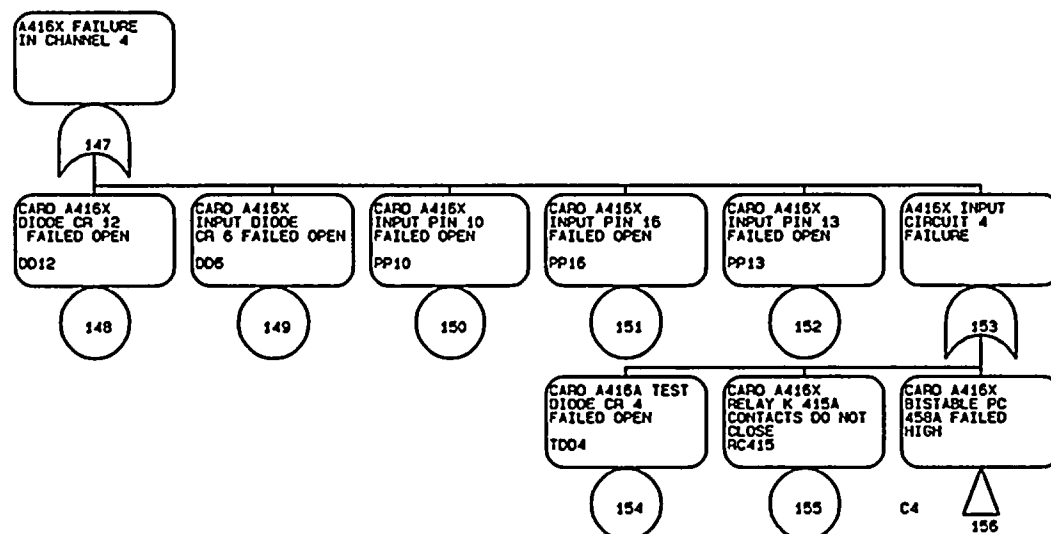 A416X FAILURE
IN CHANNEL 4
147
CARD A416X
DIODE CR 12
FAILED OPEN
DD12
CARD A416X
INPUT DIODE
CR 6 FAILED OPEN
DD6
CARD A416X
INPUT PIN 10
FAILED OPEN
PP10
CARD A416X
INPUT PIN 16
FAILED OPEN
PP16
CARD A416X
INPUT PIN 13
FAILED OPEN
PP13
A416X INPUT
CIRCUIT 4
FAILURE
148
149
150
151
152
153
CARD A416A TEST
DIODE CR 4
FAILED OPEN
TD04
CARD A416X
RELAY K 415A
CONTACTS DO NOT
CLOSE
RC415
CARD A416X
BISTABLE PC
458A FAILED
HIGH
154
155
C4
156